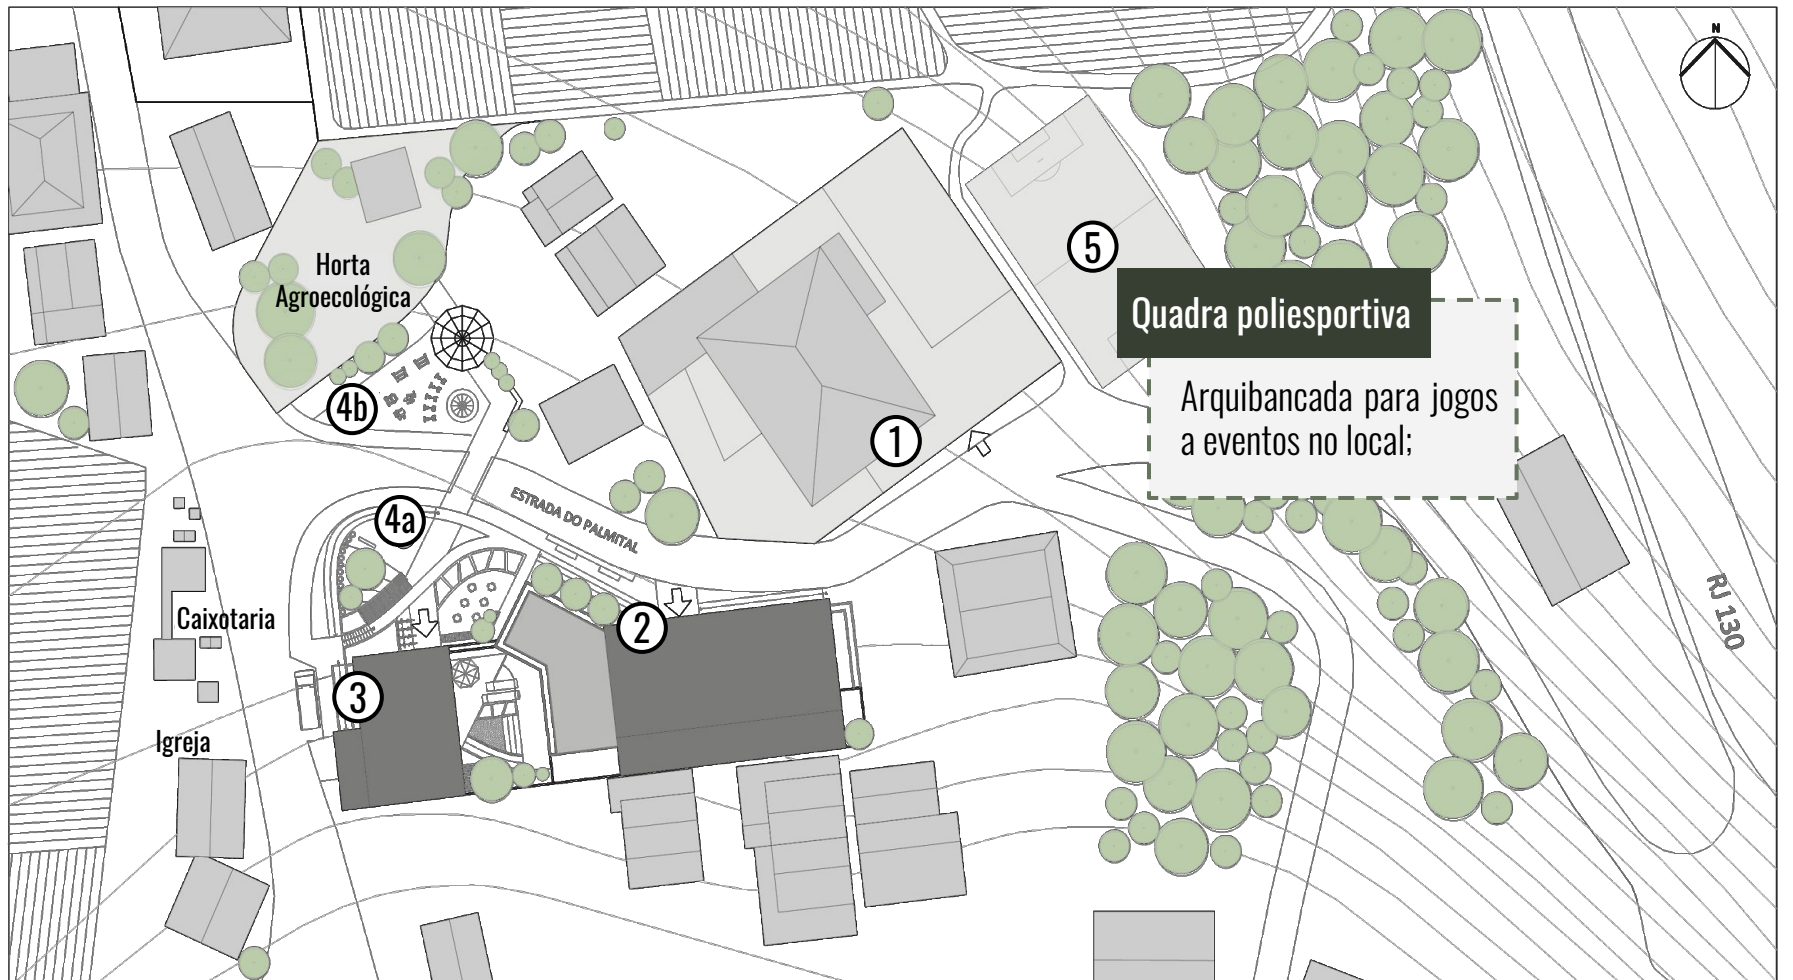 N
5
Horta
Agroecológica
Quadra poliesportiva
Arquibancada para jogos
a eventos no local;
4b
1
4a
ESTRADA DO PALMITAL
Caixotaria
2
RJ 130
3
Igreja